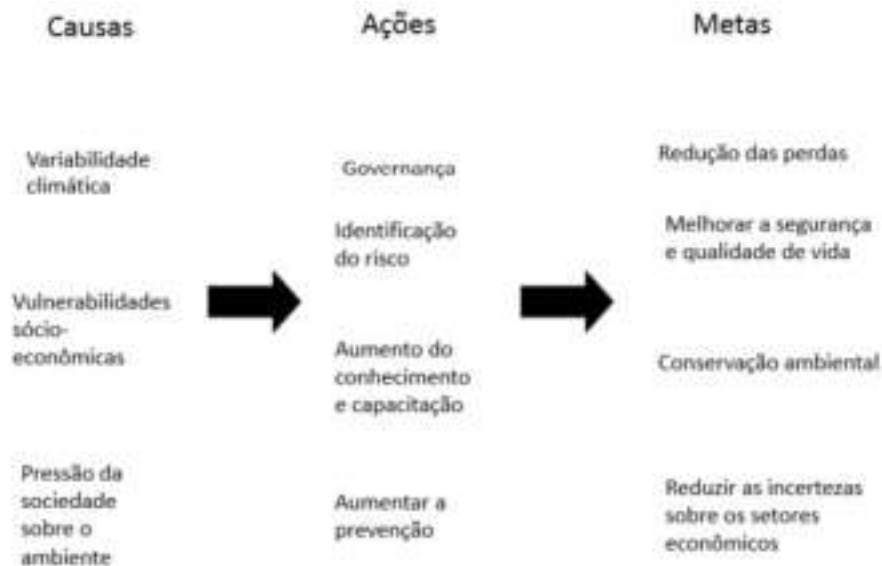 Causas
Ações
Metas
Variabilidade
climática
Vulnerabilidades
sócio-
econômicas
Pressão da
sociedade
sobre o
ambiente
Governança
Identificação
do risco
Aumento do
conhecimento
e capacitação
Aumentar a
prevenção
Redução das perdas
Melhorar a segurança
e qualidade de vida
Conservação ambiental
Reduzir as incertezas
sobre os setores
econômicos